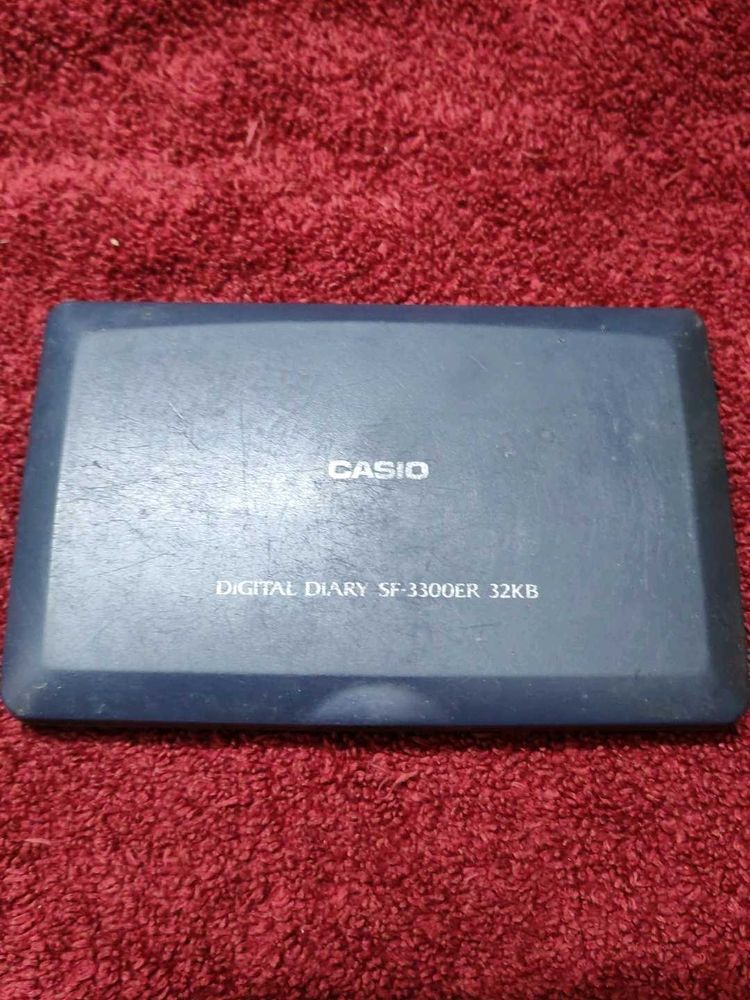 CASIO
DIGITAL DIARY SF-3300ER 32KB